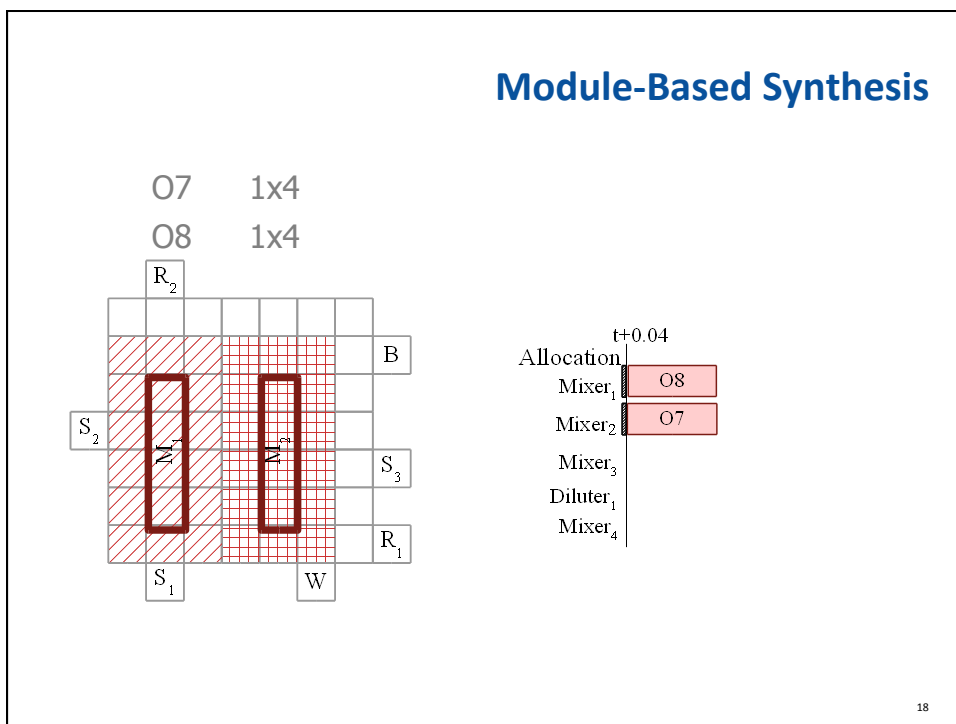 Module-Based Synthesis
O7 1x4
O8 1x4
R2
B
S2
M1
M2
S3
R1
S1
W
t+0.04
Allocation
Mixer1 O8
Mixer2 O7
Mixer3
Diluter1
Mixer4
18